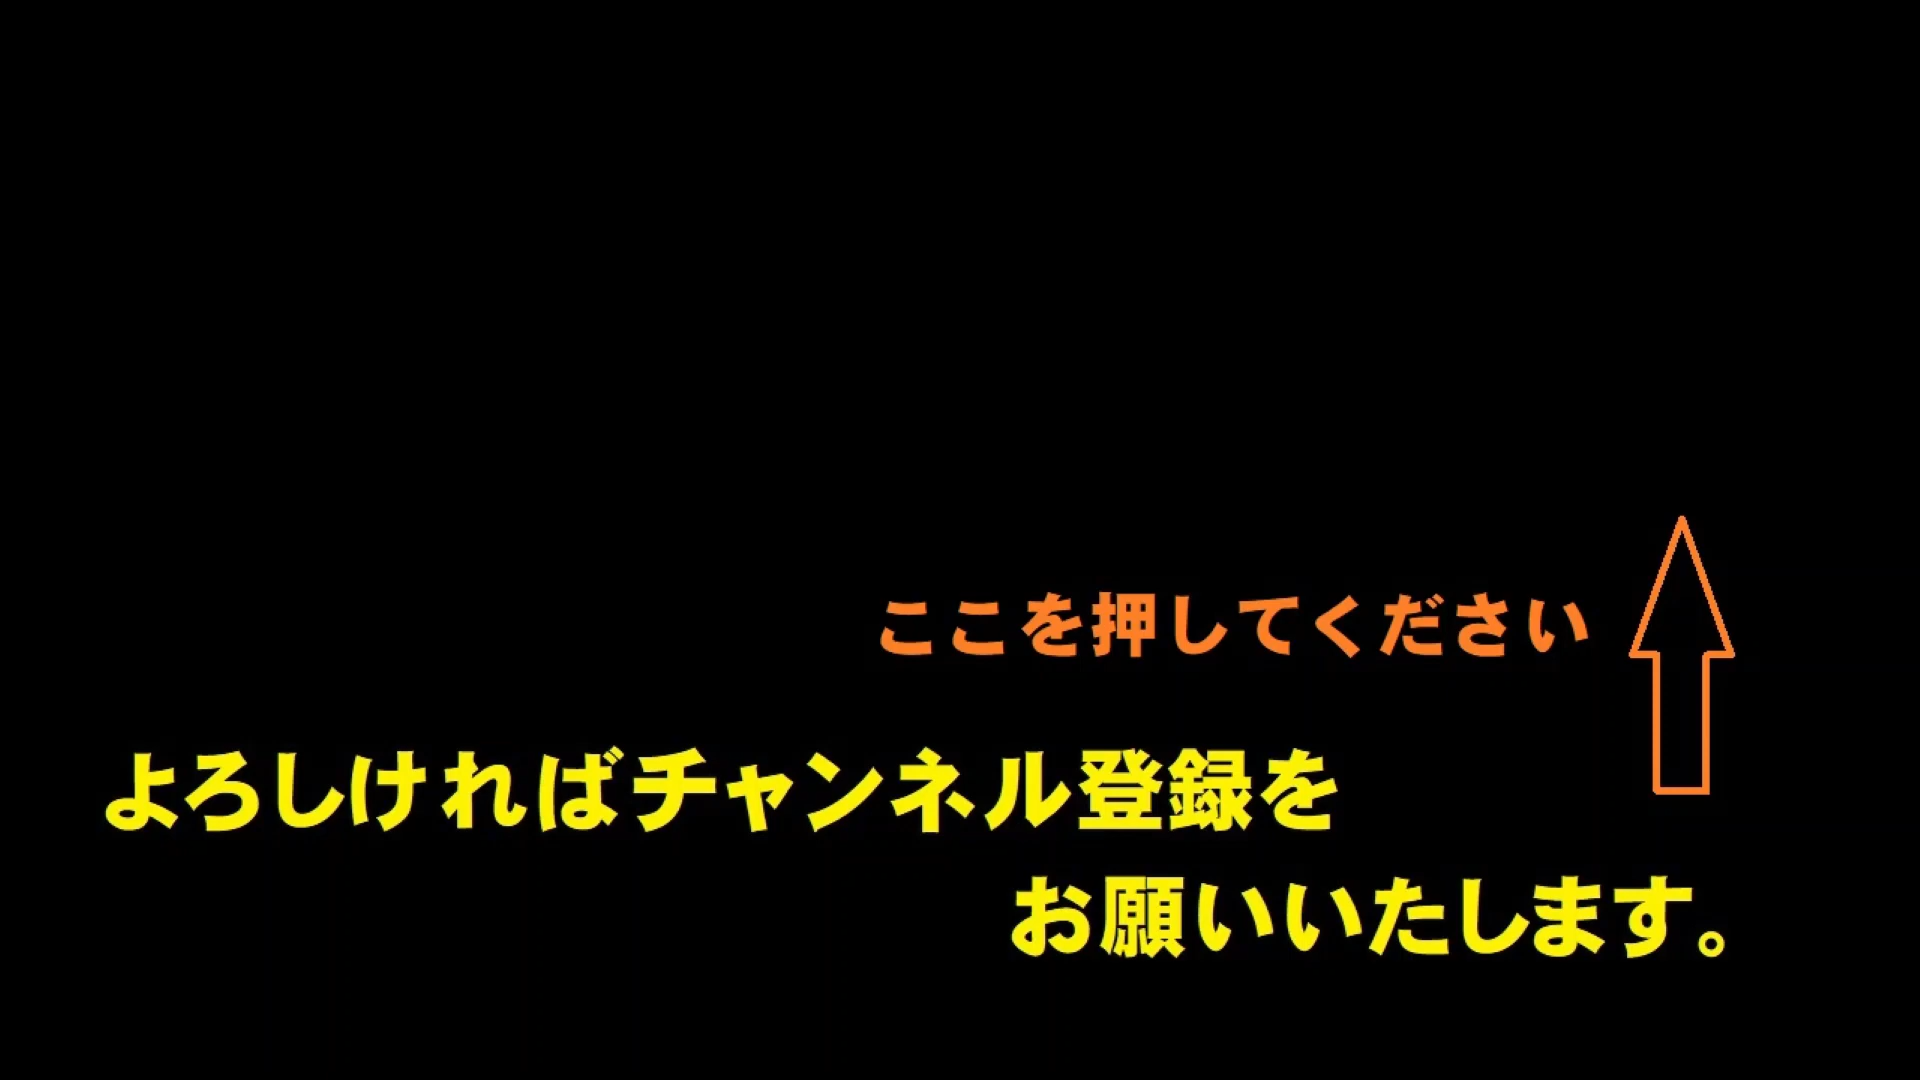 ここを押してください
よろしければチャンネル登録を
お願いいたします。